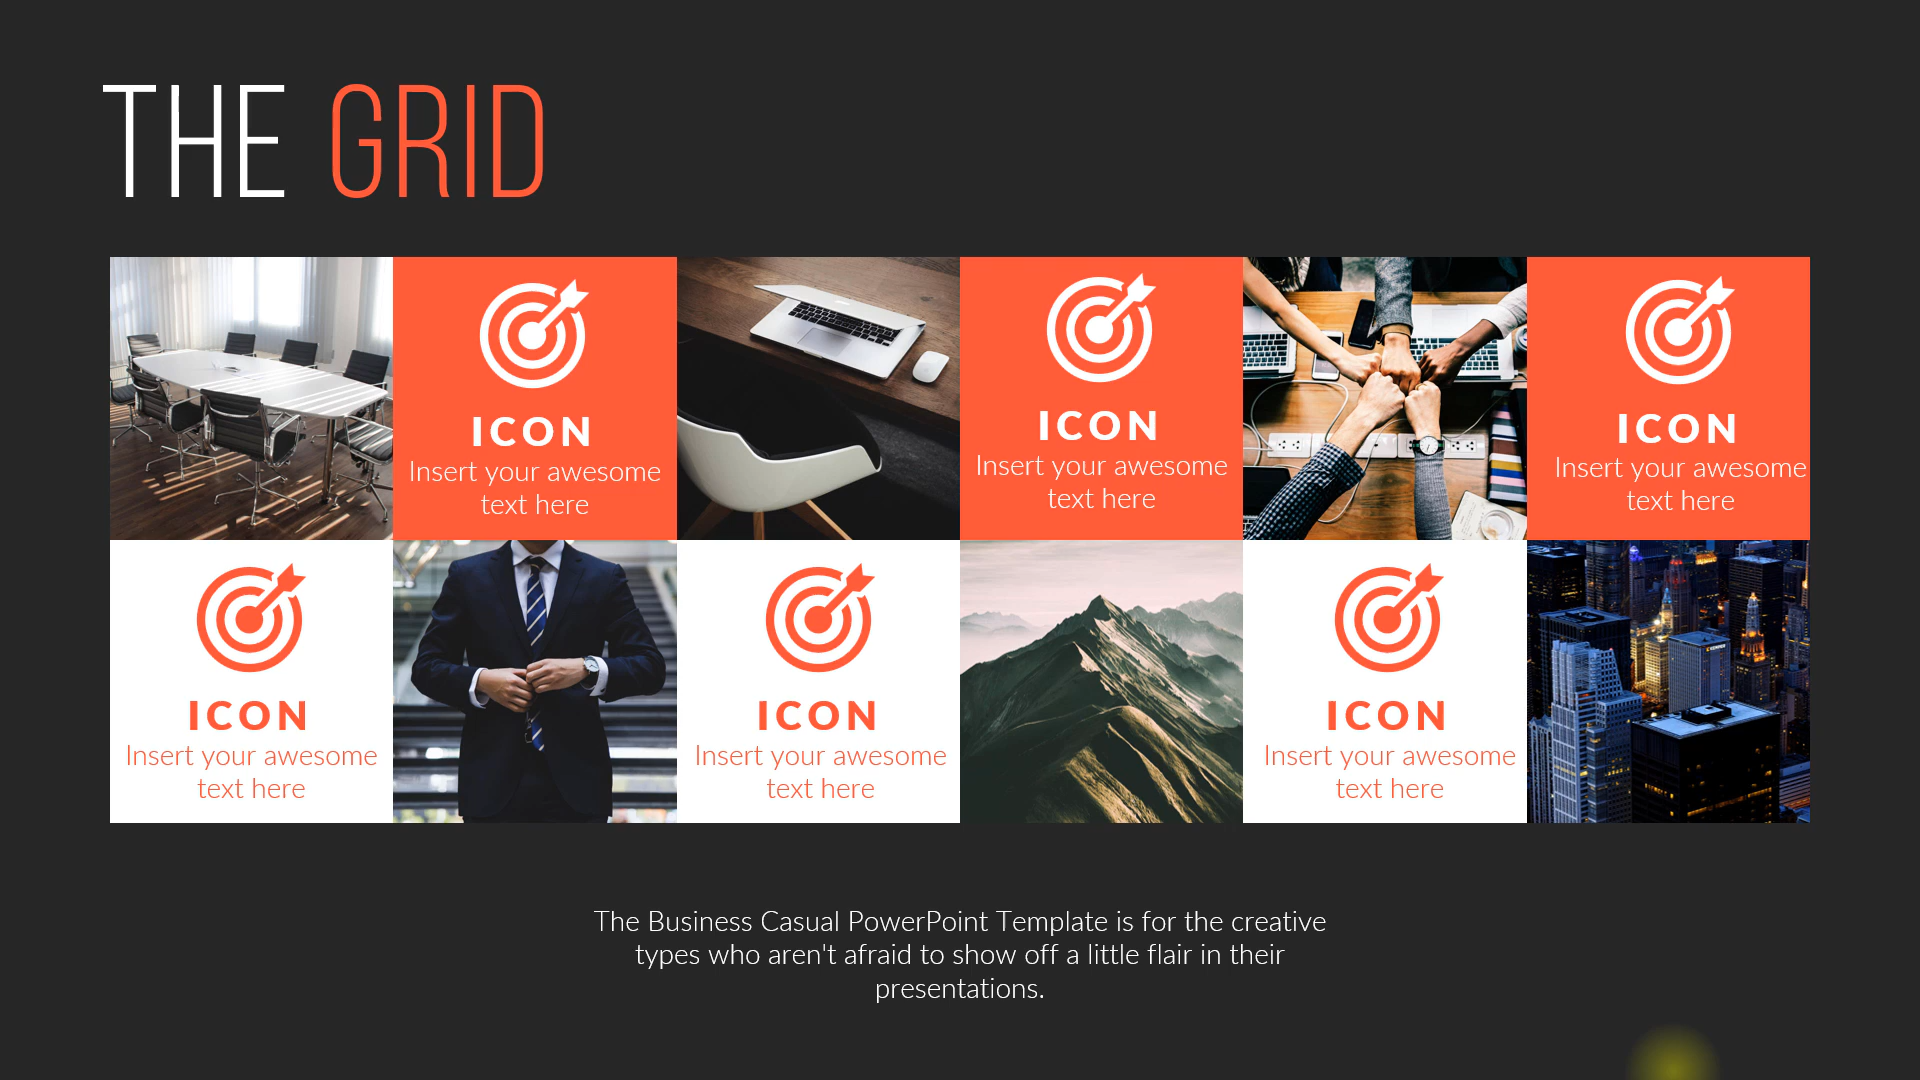 THE GRID
ICON
Insert your awesome
text here
ICON
Insert your awesome
text here
ICON
Insert your awesome
text here
ICON
Insert your awesome
text here
ICON
Insert your awesome
text here
ICON
Insert your awesome
text here
The Business Casual PowerPoint Template is for the creative
types who aren't afraid to show off a little flair in their
presentations.